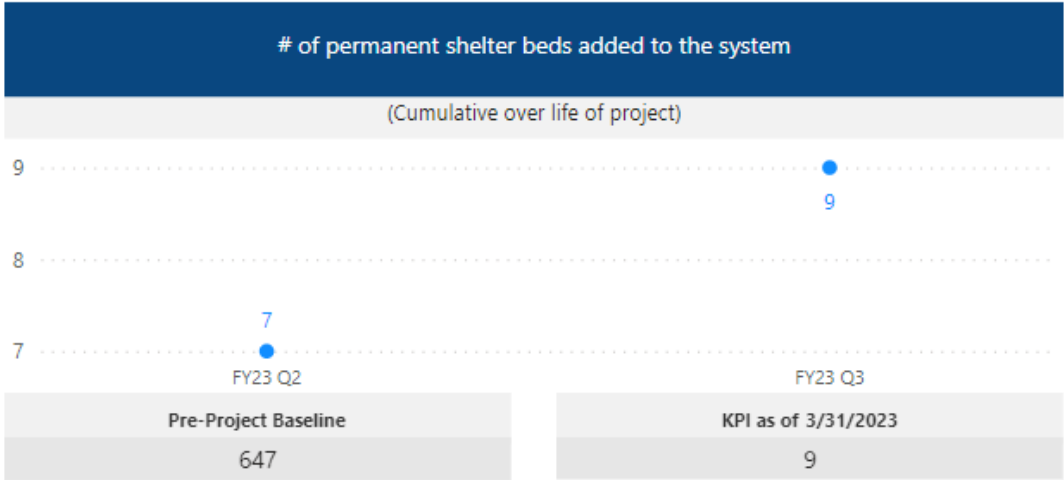 # of permanent shelter beds added to the system
(Cumulative over life of project)
9
9
8
7
7
FY23 Q2 FY23 Q3
Pre-Project Baseline KPI as of 3/31/2023
647 9